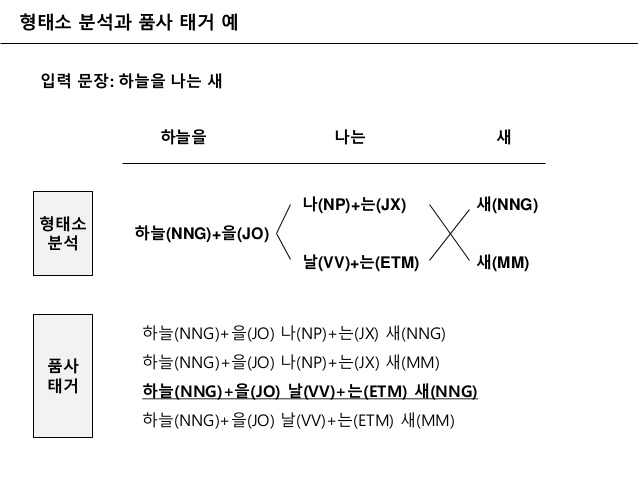 형태소 분석과 품사 태거 예
입력 문장: 하늘을 나는 새
하늘을 나는 새
형태소
분석
하늘(NNG)+을(JO)
나(NP)+는(JX) 새(NNG)
날(VV)+는(ETM) 새(MM)
품사
태거
하늘(NNG)+을(JO) 나(NP)+는(JX) 새(NNG)
하늘(NNG)+을(JO) 나(NP)+는(JX) 새(MM)
하늘(NNG)+을(JO) 날(VV)+는(ETM) 새(NNG)
하늘(NNG)+을(JO) 날(VV)+는(ETM) 새(MM)